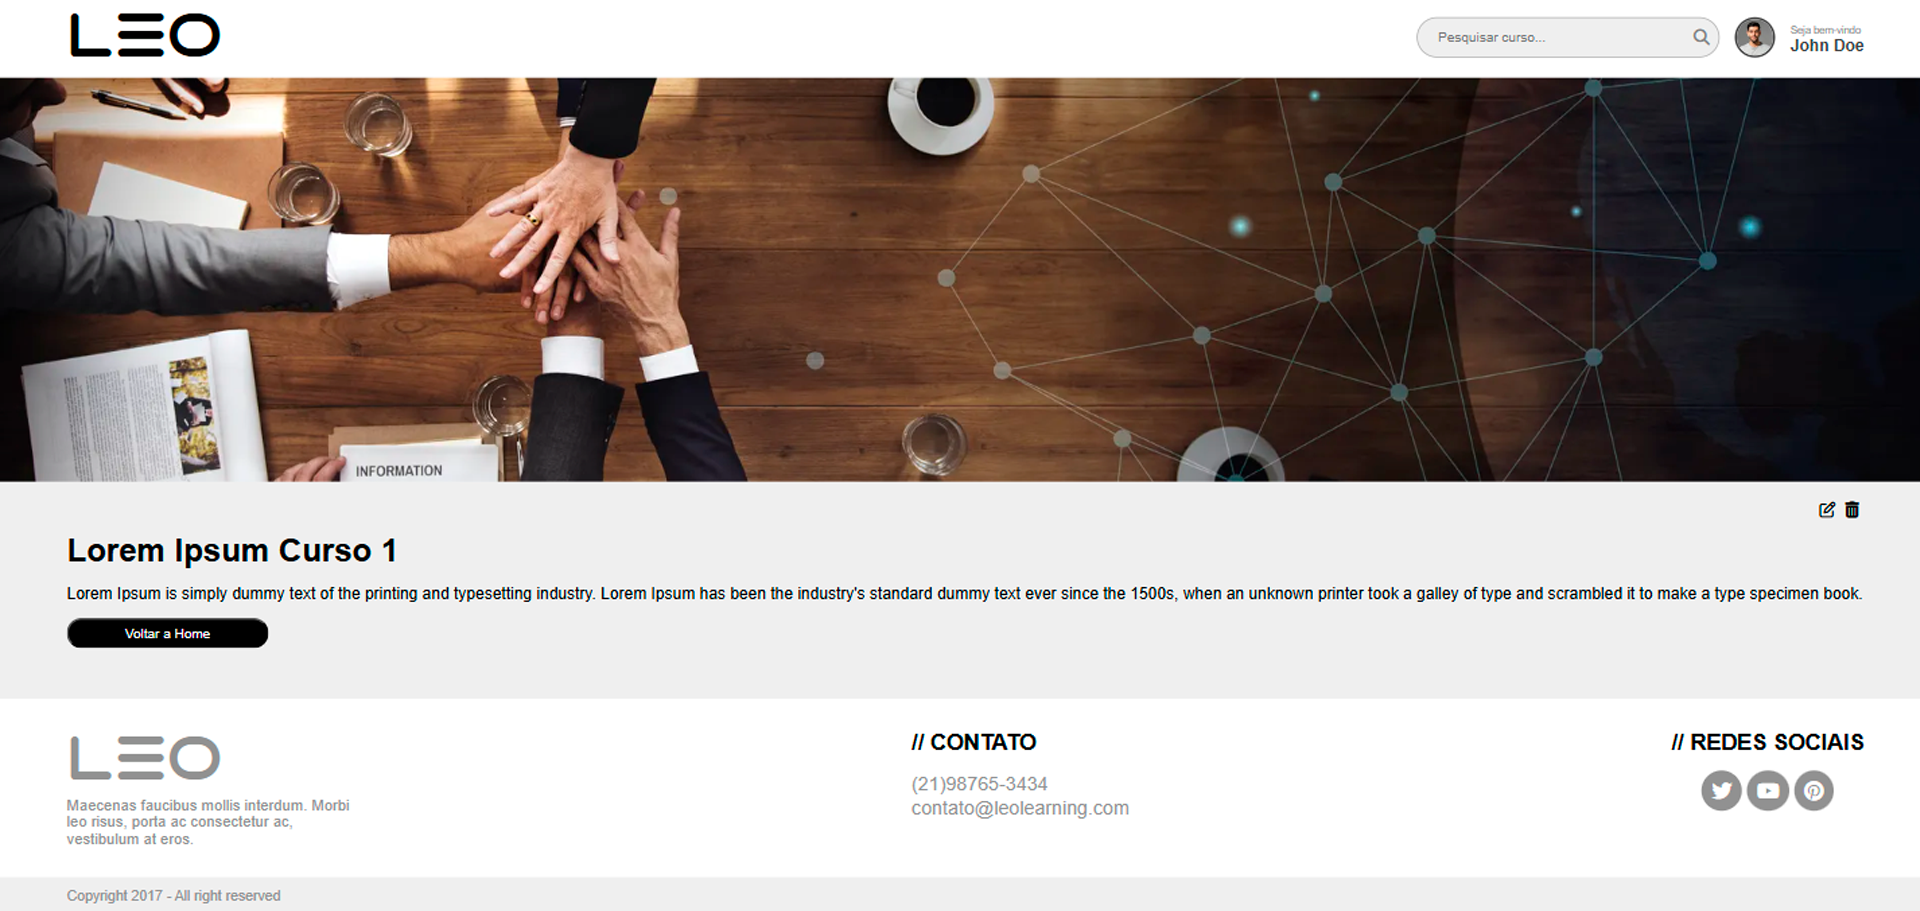 LEO
Pesquisar curso...
Seja bem-vindo
John Doe
INFORMATION
Lorem Ipsum Curso 1
Lorem Ipsum is simply dummy text of the printing and typesetting industry. Lorem Ipsum has been the industry's standard dummy text ever since the 1500s, when an unknown printer took a galley of type and scrambled it to make a type specimen book.
Voltar a Home
LEO
Maecenas faucibus mollis interdum. Morbi
leo risus, porta ac consectetur ac,
vestibulum at eros.
// CONTATO
(21)98765-3434
contato@leolearning.com
// REDES SOCIAIS
Copyright 2017 - All right reserved